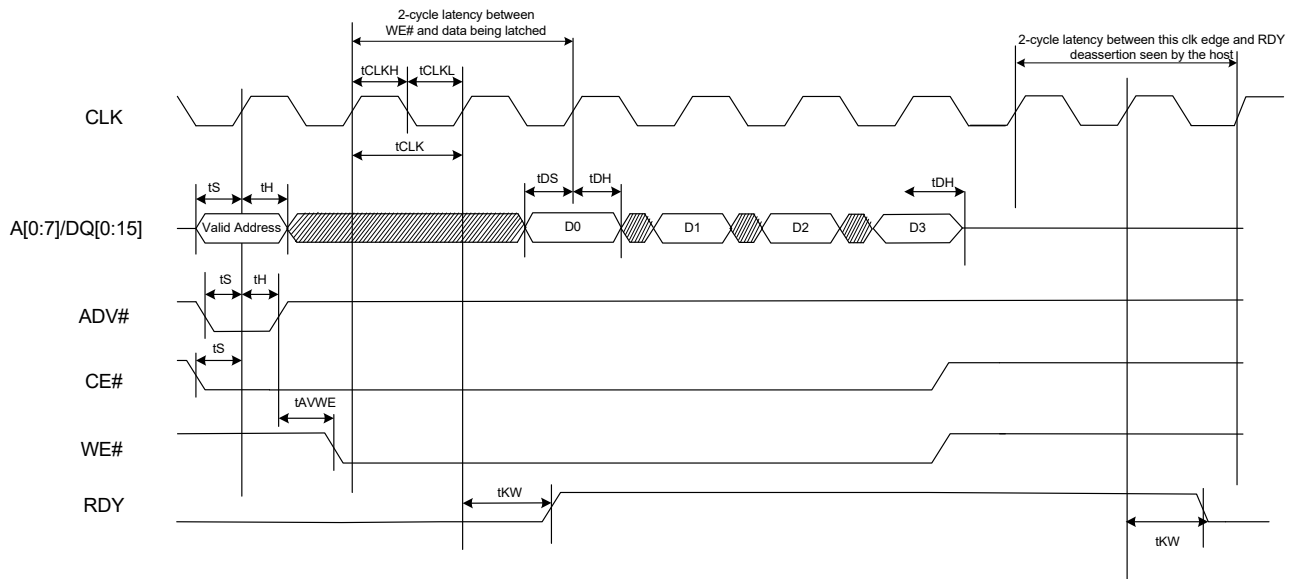 2-cycle latency between
WE# and data being latched
2-cycle latency between this clk edge and RDY
deassertion seen by the host
tCLKH
tCLKL
CLK
tCLK
tS
tH
tDS
tDH
tDH
A[0:7]/DQ[0:15]
Valid Address
D0
D1
D2
D3
tS
tH
ADV#
tS
CE#
tAVWE
WE#
tKW
RDY
tKW